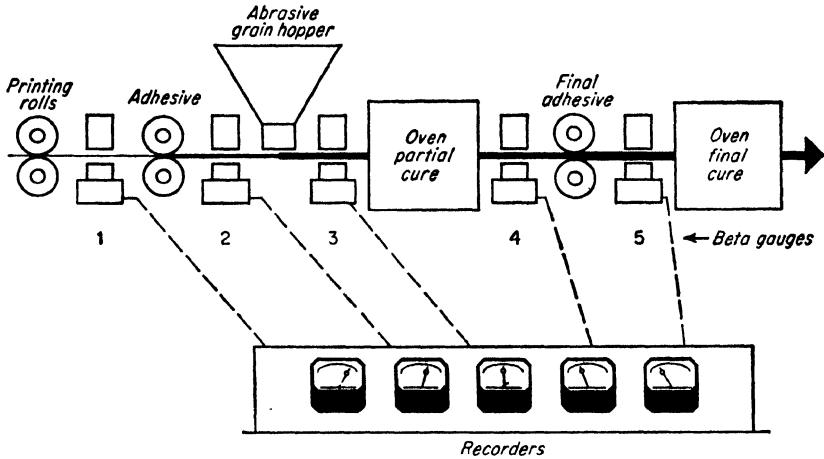 Abrasive
grain hopper
Printing
rolls
Adhesive
Final
adhesive
Oven
partial
cure
Oven
final
cure
1
2
3
4
5
Beta gauges
Recorders